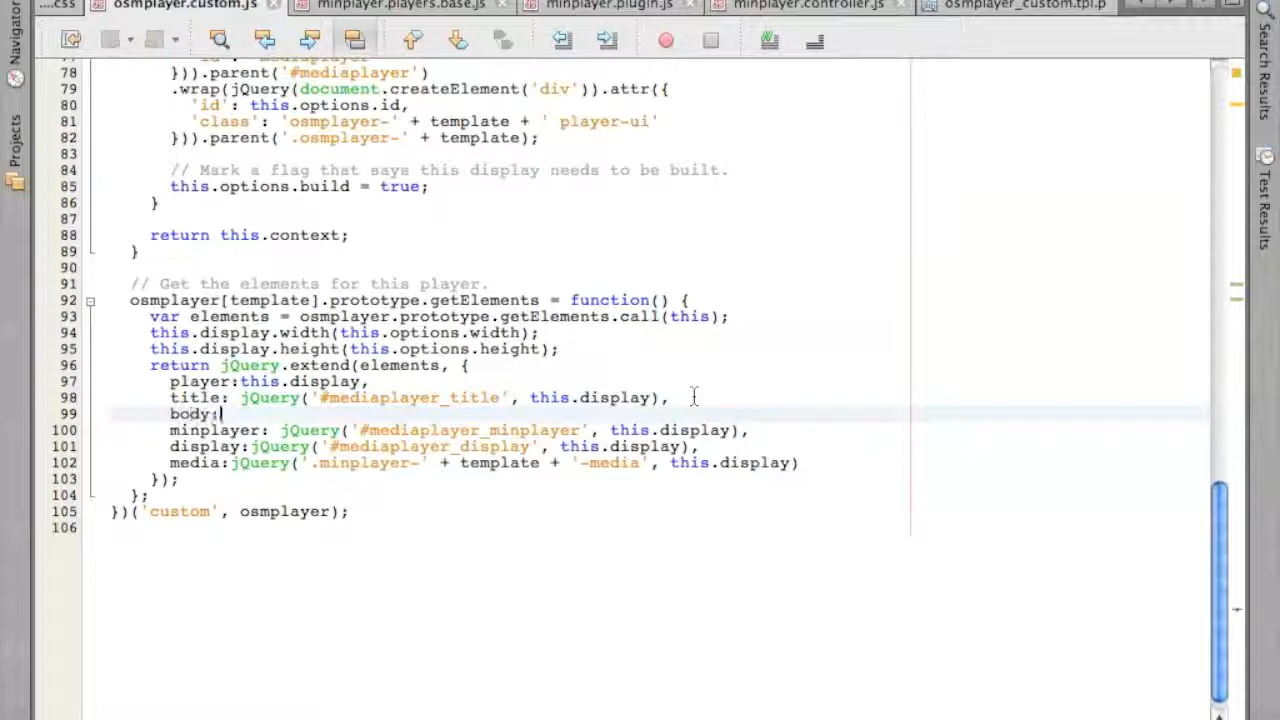 ....css
osmplayer.custom.js
minplayer.players.base.js
minplayer.plugin.js
minplayer.controller.js
osmplayer_custom.tpl.p
Navigator
Projects
Search Results
Test Results
78 })).parent('#mediaplayer')
79 .wrap(jQuery(document.createElement('div')).attr({
80 'id': this.options.id,
81 'class': 'osmplayer-' + template + ' player-ui'
82 })).parent('.osmplayer-' + template);
83
84 // Mark a flag that says this display needs to be built.
85 this.options.build = true;
86 }
87
88 return this.context;
89 }
90
91 // Get the elements for this player.
92 osmplayer[template].prototype.getElements = function() {
93 var elements = osmplayer.prototype.getElements.call(this);
94 this.display.width(this.options.width);
95 this.display.height(this.options.height);
96 return jQuery.extend(elements, {
97 player:this.display,
98 title: jQuery('#mediaplayer_title', this.display),
99 body:
100 minplayer: jQuery('#mediaplayer_minplayer', this.display),
101 display:jQuery('#mediaplayer_display', this.display),
102 media:jQuery('.minplayer-' + template + '-media', this.display)
103 });
104 };
105 })('custom', osmplayer);
106